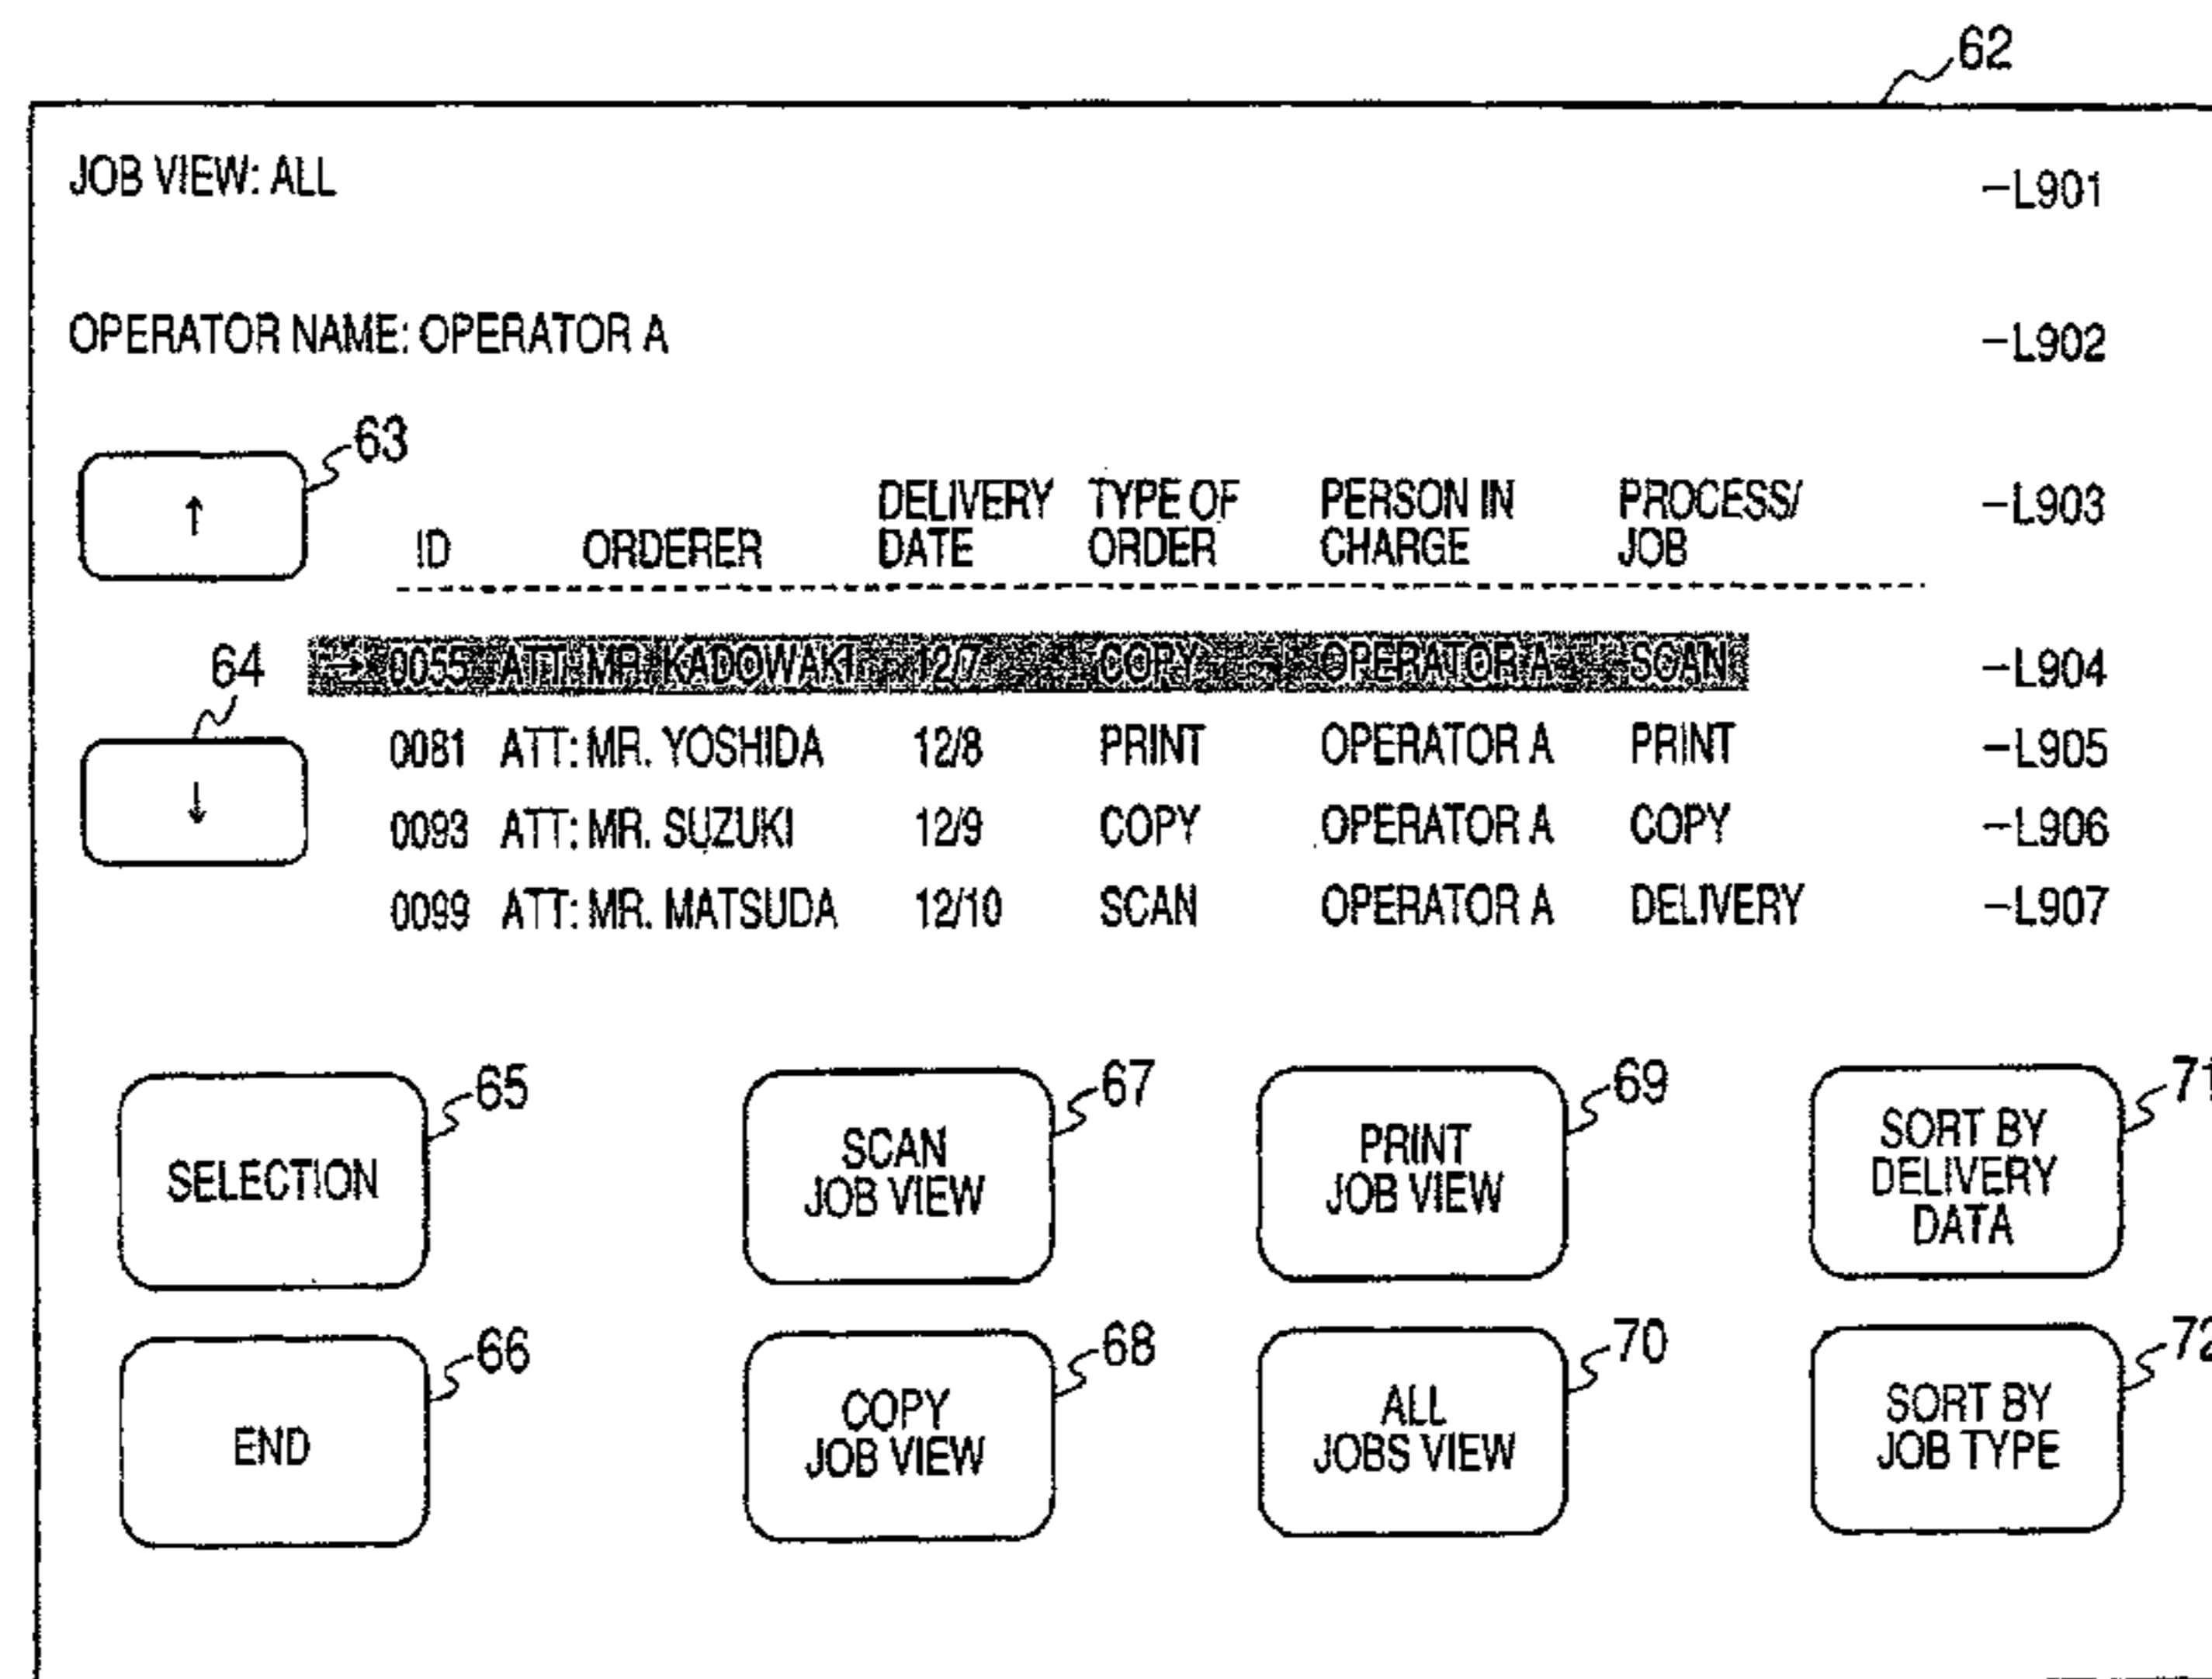 62
JOB VIEW: ALL -L901
OPERATOR NAME: OPERATOR A -L902
63
↑
ID ORDERER DELIVERY DATE TYPE OF ORDER PERSON IN CHARGE PROCESS/ JOB -L903
→ 0055 ATT: MR. KADOWAKI 12/7 COPY OPERATOR A SCAN -L904
64
↓
0081 ATT: MR. YOSHIDA 12/8 PRINT OPERATOR A PRINT -L905
0093 ATT: MR. SUZUKI 12/9 COPY OPERATOR A COPY -L906
0099 ATT: MR. MATSUDA 12/10 SCAN OPERATOR A DELIVERY -L907
65 67 69 71
SELECTION
SCAN
JOB VIEW
PRINT
JOB VIEW
SORT BY
DELIVERY
DATA
66 68 70 72
END
COPY
JOB VIEW
ALL
JOBS VIEW
SORT BY
JOB TYPE